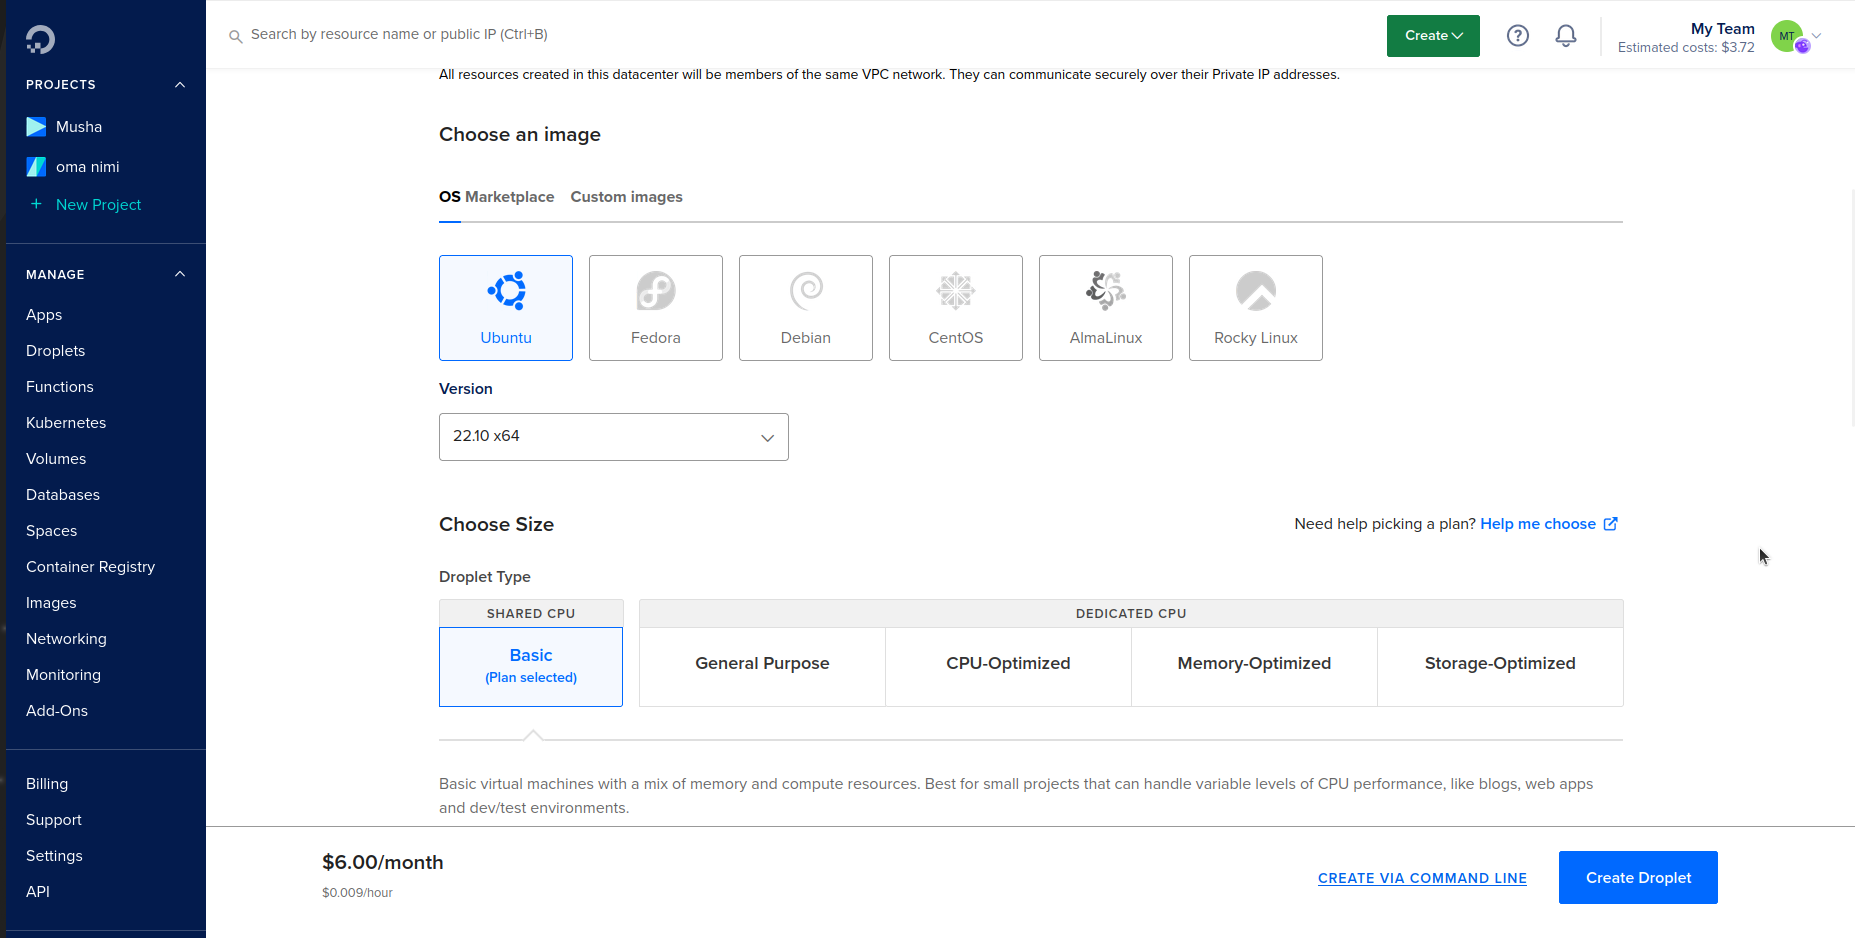 Search by resource name or public IP (Ctrl+B)
Create
My Team
Estimated costs: $3.72
MT
PROJECTS
Musha
oma nimi
+ New Project
MANAGE
Apps
Droplets
Functions
Kubernetes
Volumes
Databases
Spaces
Container Registry
Images
Networking
Monitoring
Add-Ons
Billing
Support
Settings
API
All resources created in this datacenter will be members of the same VPC network. They can communicate securely over their Private IP addresses.
Choose an image
OS Marketplace Custom images
Ubuntu Fedora Debian CentOS AlmaLinux Rocky Linux
Version
22.10 x64
Choose Size
Need help picking a plan? Help me choose
Droplet Type
SHARED CPU DEDICATED CPU
Basic
(Plan selected)
General Purpose CPU-Optimized Memory-Optimized Storage-Optimized
Basic virtual machines with a mix of memory and compute resources. Best for small projects that can handle variable levels of CPU performance, like blogs, web apps
and dev/test environments.
$6.00/month
$0.009/hour
CREATE VIA COMMAND LINE
Create Droplet